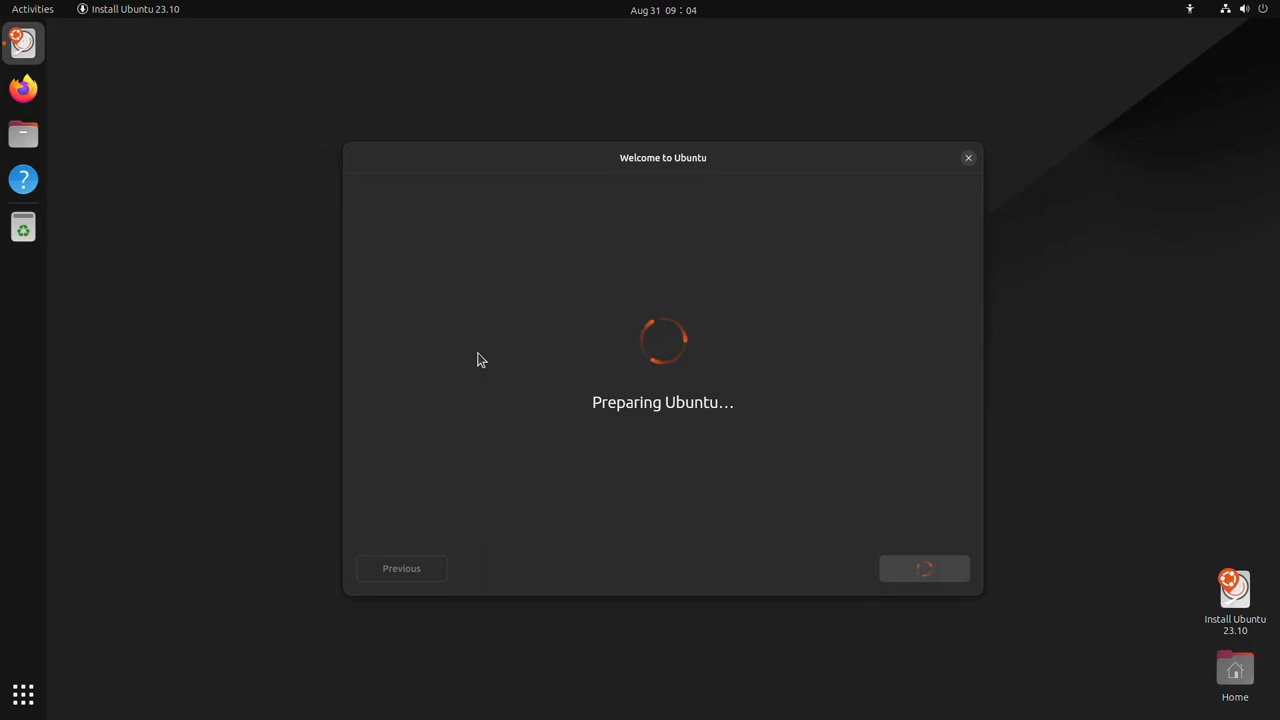 Activities
Install Ubuntu 23.10
Aug 31 09:04
Welcome to Ubuntu
Preparing Ubuntu...
Previous
Install Ubuntu
23.10
Home